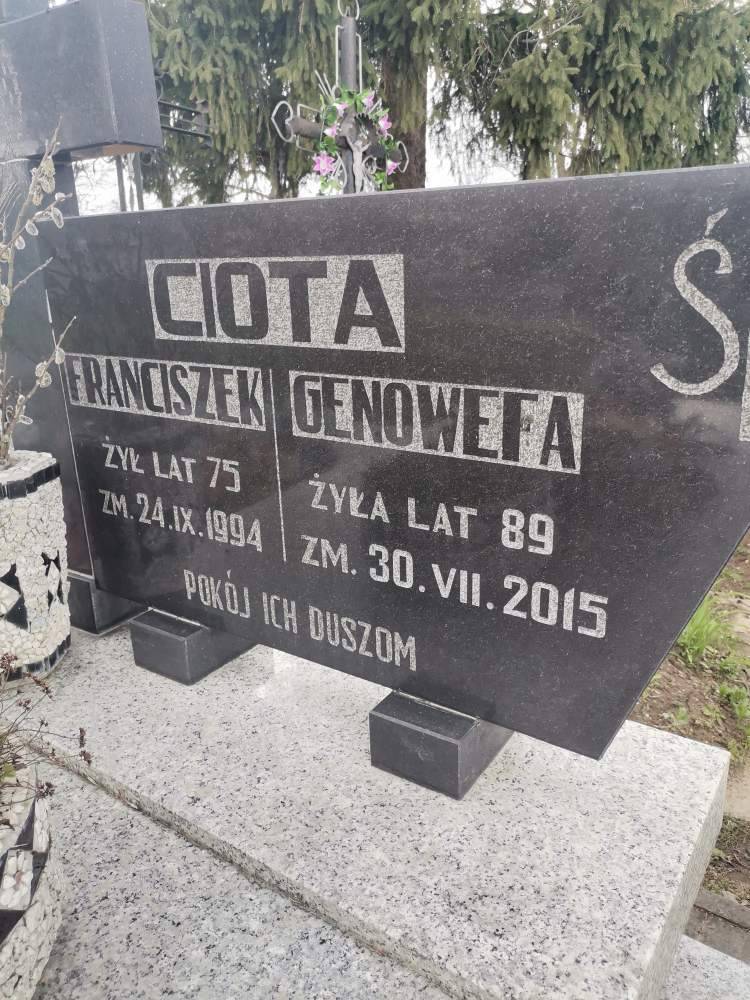 CIOTA
FRANCISZEK
ŻYŁ LAT 75
ZM. 24.IX.1994
GENOWEFA
ŻYŁA LAT 89
ZM. 30.VII.2015
POKÓJ ICH DUSZOM
Ś